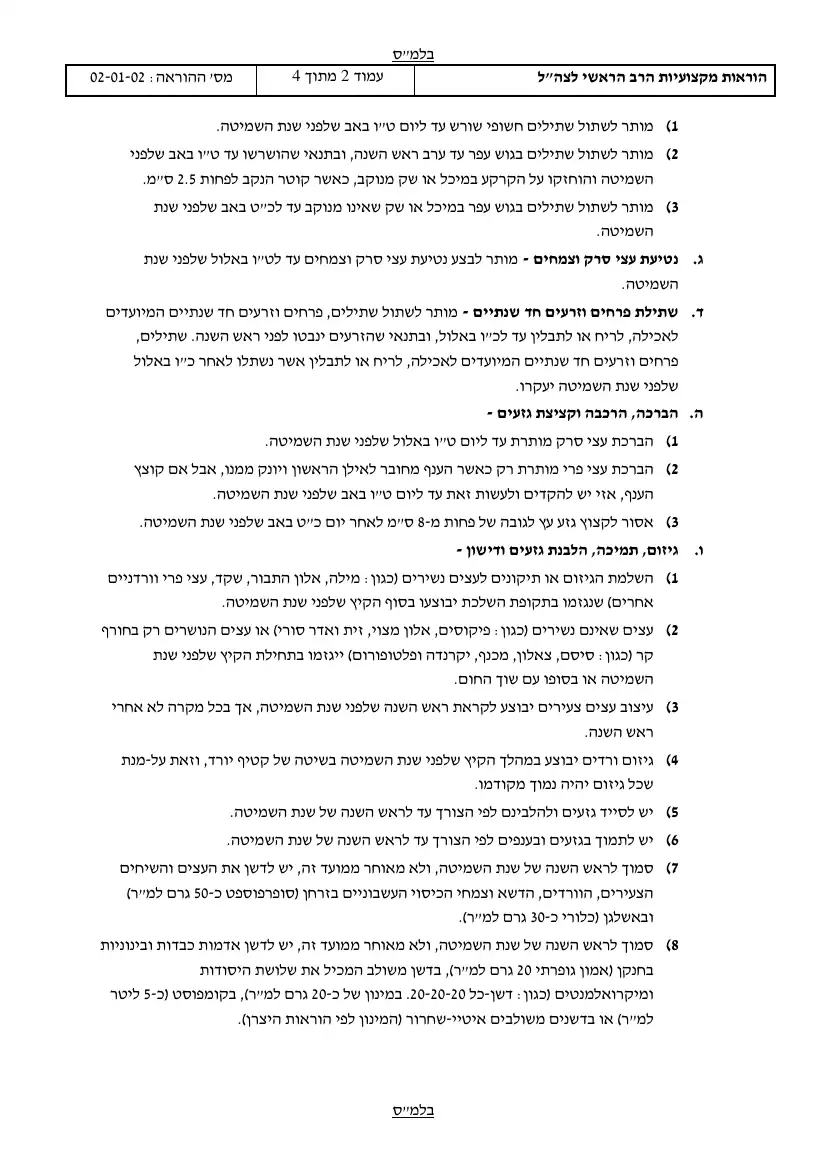 בלמ״ס
הוראות מקצועיות הרב הראשי לצה״ל עמוד 2 מתוך 4 מס׳ ההוראה: 02-01-02
1) מותר לשתול שתילים חשופי שורש עד ליום ט״ו באב שלפני שנת השמיטה.
2) מותר לשתול שתילים בגוש עפר עד ערב ראש השנה, ובתנאי שהושרשו עד ט״ו באב שלפני
השמיטה והוחזקו על הקרקע במיכל או שק מנוקב, כאשר קוטר הנקב לפחות 2.5 ס״מ.
3) מותר לשתול שתילים בגוש עפר במיכל או שק שאינו מנוקב עד לכ״ט באב שלפני שנת
השמיטה.
ג. נטיעת עצי סרק וצמחים - מותר לבצע נטיעת עצי סרק וצמחים עד לט״ו באלול שלפני שנת
השמיטה.
ד. שתילת פרחים וזרעים חד שנתיים - מותר לשתול שתילים, פרחים וזרעים חד שנתיים המיועדים
לאכילה, לריח או לתבלין עד לכ״ו באלול, ובתנאי שהזרעים ינבטו לפני ראש השנה. שתילים,
פרחים וזרעים חד שנתיים המיועדים לאכילה, לריח או לתבלין אשר נשתלו לאחר כ״ו באלול
שלפני שנת השמיטה יעקרו.
ה. הברכה, הרכבה וקציצת גזעים -
1) הברכת עצי סרק מותרת עד ליום ט״ו באלול שלפני שנת השמיטה.
2) הברכת עצי פרי מותרת רק כאשר הענף מחובר לאילן הראשון ויונק ממנו, אבל אם קוצץ
הענף, אזי יש להקדים ולעשות זאת עד ליום ט״ו באב שלפני שנת השמיטה.
3) אסור לקצוץ גזע עץ לגובה של פחות מ-8 ס״מ לאחר יום כ״ט באב שלפני שנת השמיטה.
ו. גיזום, תמיכה, הלבנת גזעים ודישון -
1) השלמת הגיזום או תיקונים לעצים נשירים (כגון: מילה, אלון התבור, שקד, עצי פרי וורדניים
אחרים) שנגזמו בתקופת השלכת יבוצעו בסוף הקיץ שלפני שנת השמיטה.
2) עצים שאינם נשירים (כגון: פיקוסים, אלון מצוי, זית ואדר סורי) או עצים הנושרים רק בחורף
קר (כגון: סיסם, צאלון, מכנף, יקרנדה ופלטופורום) ייגזמו בתחילת הקיץ שלפני שנת
השמיטה או בסופו עם שוך החום.
3) עיצוב עצים צעירים יבוצע לקראת ראש השנה שלפני שנת השמיטה, אך בכל מקרה לא אחרי
ראש השנה.
4) גיזום ורדים יבוצע במהלך הקיץ שלפני שנת השמיטה בשיטה של קטיף יורד, וזאת על-מנת
שכל גיזום יהיה נמוך מקודמו.
5) יש לסייד גזעים ולהלבינם לפי הצורך עד לראש השנה של שנת השמיטה.
6) יש לתמוך בגזעים ובענפים לפי הצורך עד לראש השנה של שנת השמיטה.
7) סמוך לראש השנה של שנת השמיטה, ולא מאוחר ממועד זה, יש לדשן את העצים והשיחים
הצעירים, הוורדים, הדשא וצמחי הכיסוי העשבוניים בזרחן (סופרפוספט כ-50 גרם למ״ר)
ובאשלגן (כלורי כ-30 גרם למ״ר).
8) סמוך לראש השנה של שנת השמיטה, ולא מאוחר ממועד זה, יש לדשן אדמות כבדות ובינוניות
בחנקן (אמון גופרתי 20 גרם למ״ר), בדשן משולב המכיל את שלושת היסודות
ומיקרואלמנטים (כגון: דשן-כל 20-20-20. במינון של כ-20 גרם למ״ר), בקומפוסט (כ-5 ליטר
למ״ר) או בדשנים משולבים איטיי-שחרור (המינון לפי הוראות היצרן).
בלמ״ס